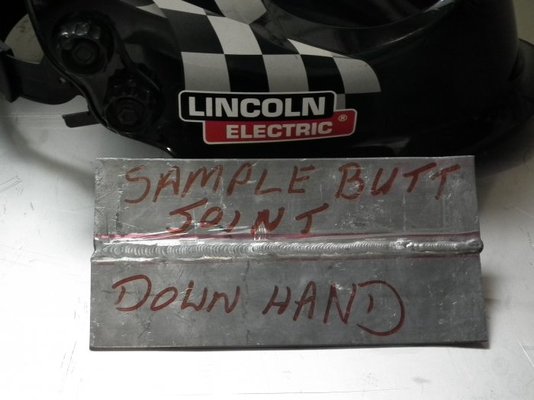 LINCOLN ®
ELECTRIC
SAMPLE BUTT
JOINT
DOWN HAND